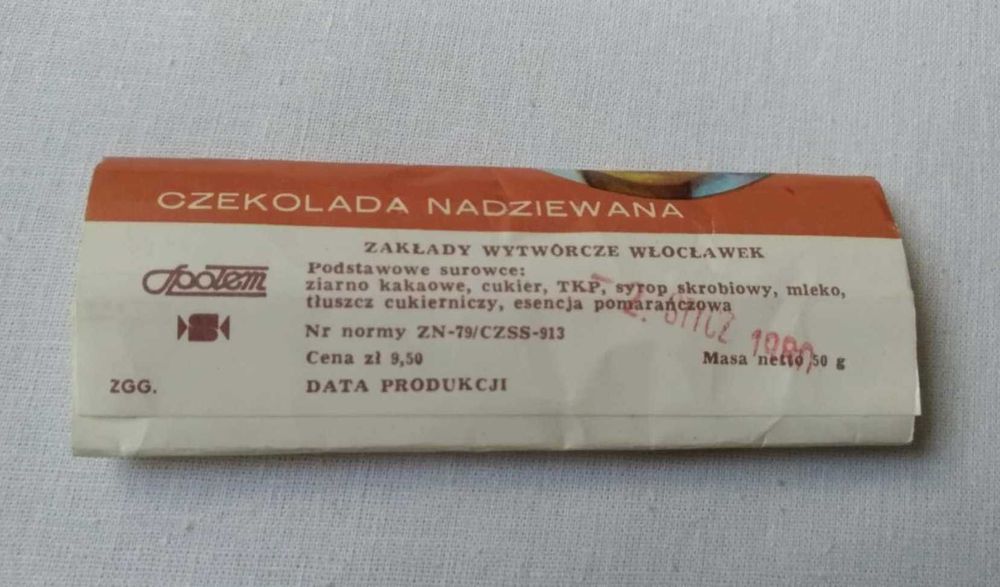 CZEKOLADA NADZIEWANA
ZAKŁADY WYTWÓRCZE WŁOCŁAWEK
Społem
Podstawowe surowce:
ziarno kakaowe, cukier, TKP, syrop skrobiowy, mleko,
tłuszcz cukierniczy, esencja pomarańczowa
Nr normy ZN-79/CZSS-913
Cena zł 9,50
Masa netto 50 g
ZGG.
DATA PRODUKCJI